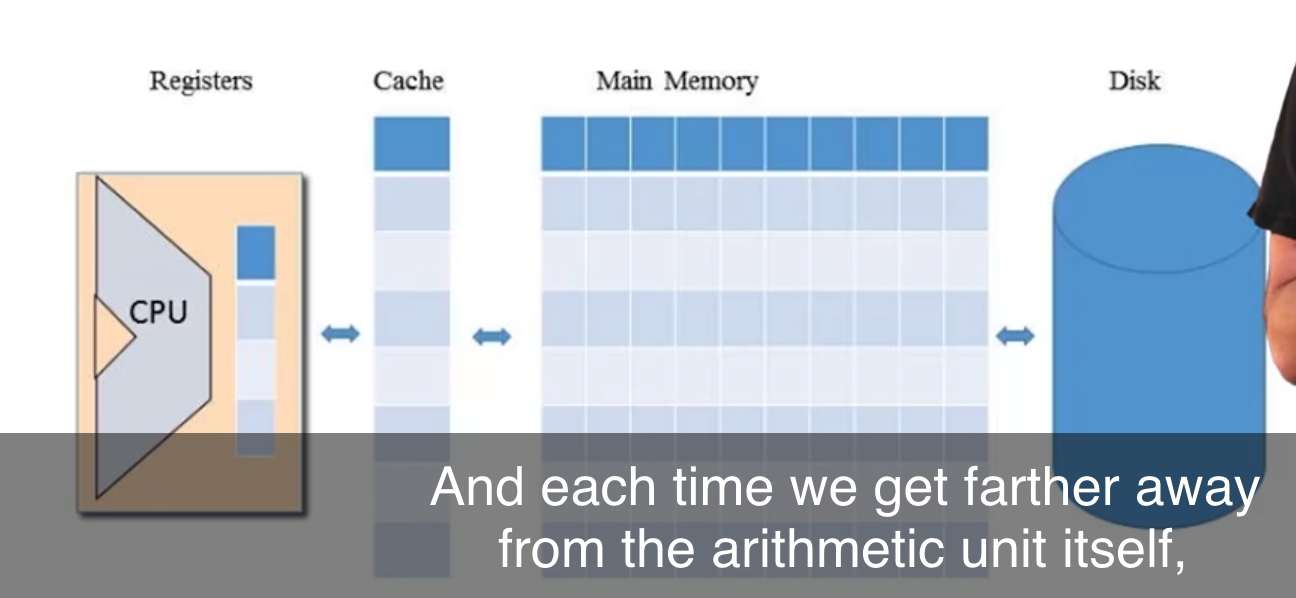 Registers Cache Main Memory Disk
CPU
And each time we get farther away
from the arithmetic unit itself,